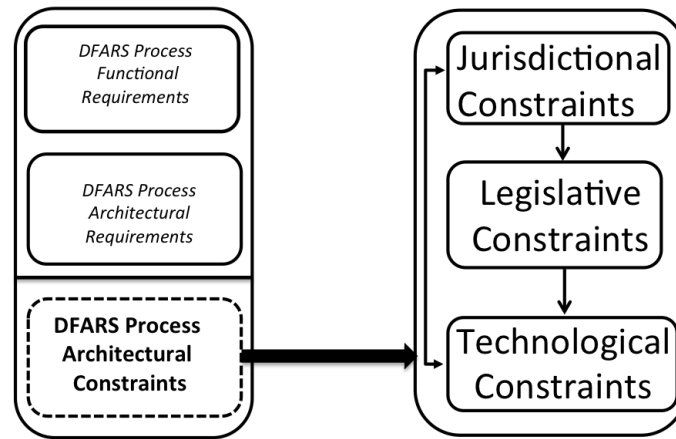 DFARS Process
Functional
Requirements
DFARS Process
Architectural
Requirements
DFARS Process
Architectural
Constraints
Jurisdictional
Constraints
Legislative
Constraints
Technological
Constraints